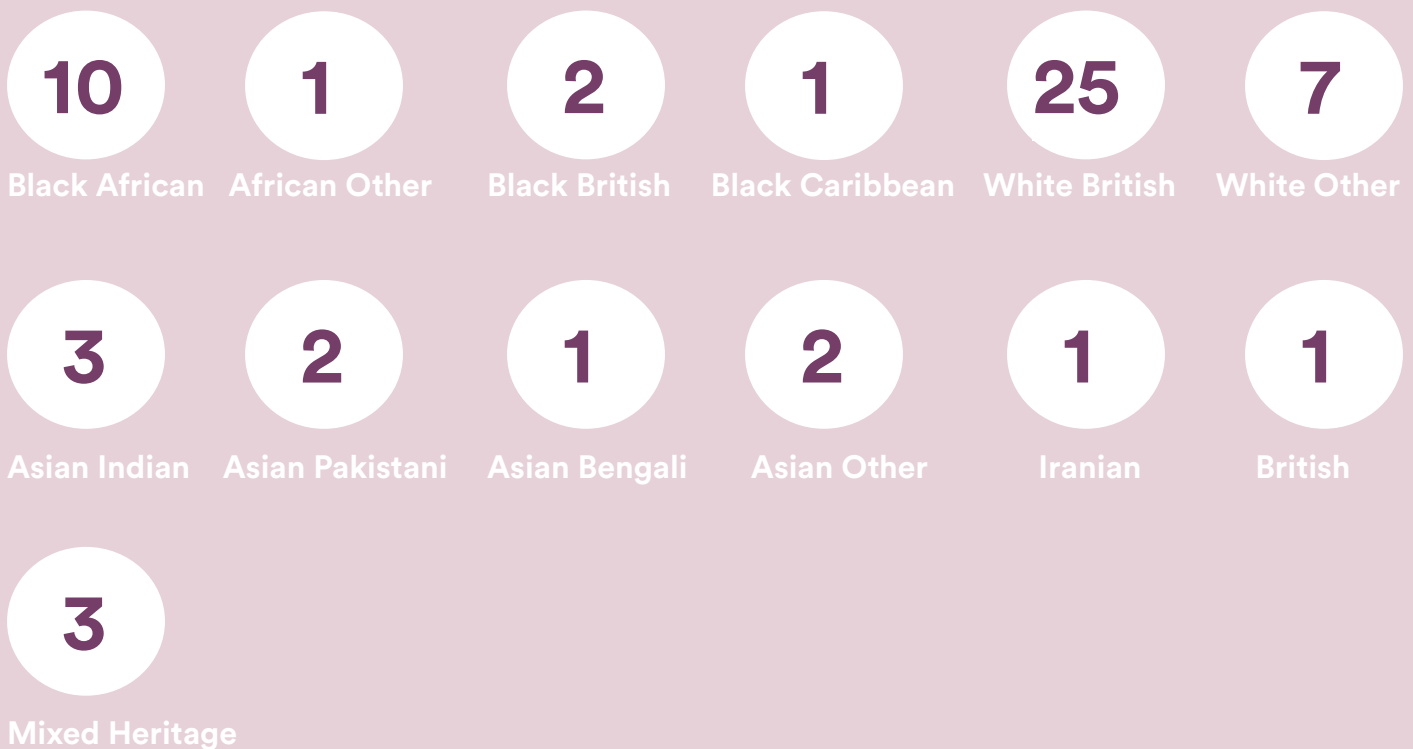 10 1 2 1 25 7
Black African African Other Black British Black Caribbean White British White Other
3 2 1 2 1 1
Asian Indian Asian Pakistani Asian Bengali Asian Other Iranian British
3
Mixed Heritage